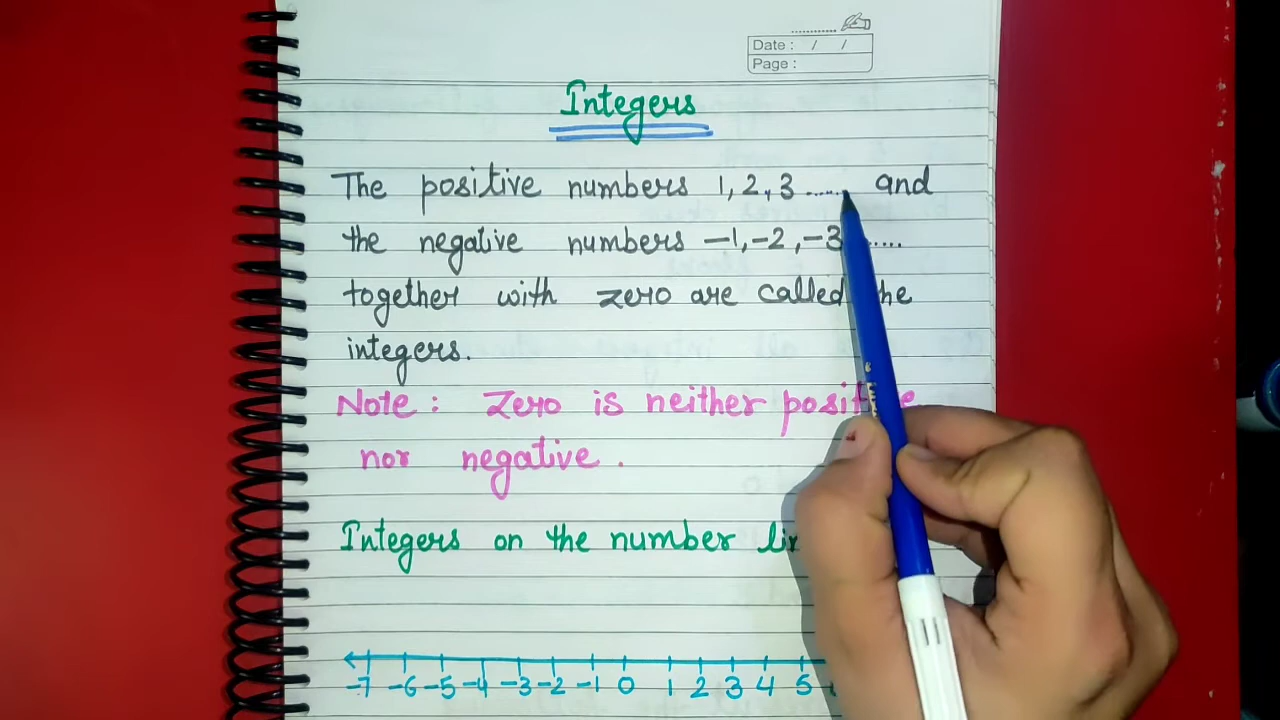 Date : / /
Page :
Integers
The positive numbers 1, 2, 3 ...... and
the negative numbers -1, -2, -3 .....
together with zero are called the
integers.
Note : Zero is neither positive
nor negative .
Integers on the number
-7 -6 -5 -4 -3 -2 -1 0 1 2 3 4 5